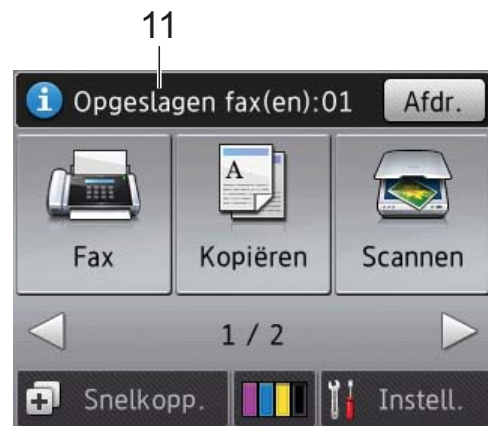 11
Opgeslagen fax(en):01 Afdr.
A
Fax Kopiëren Scannen
1 / 2
Snelkopp. Instell.